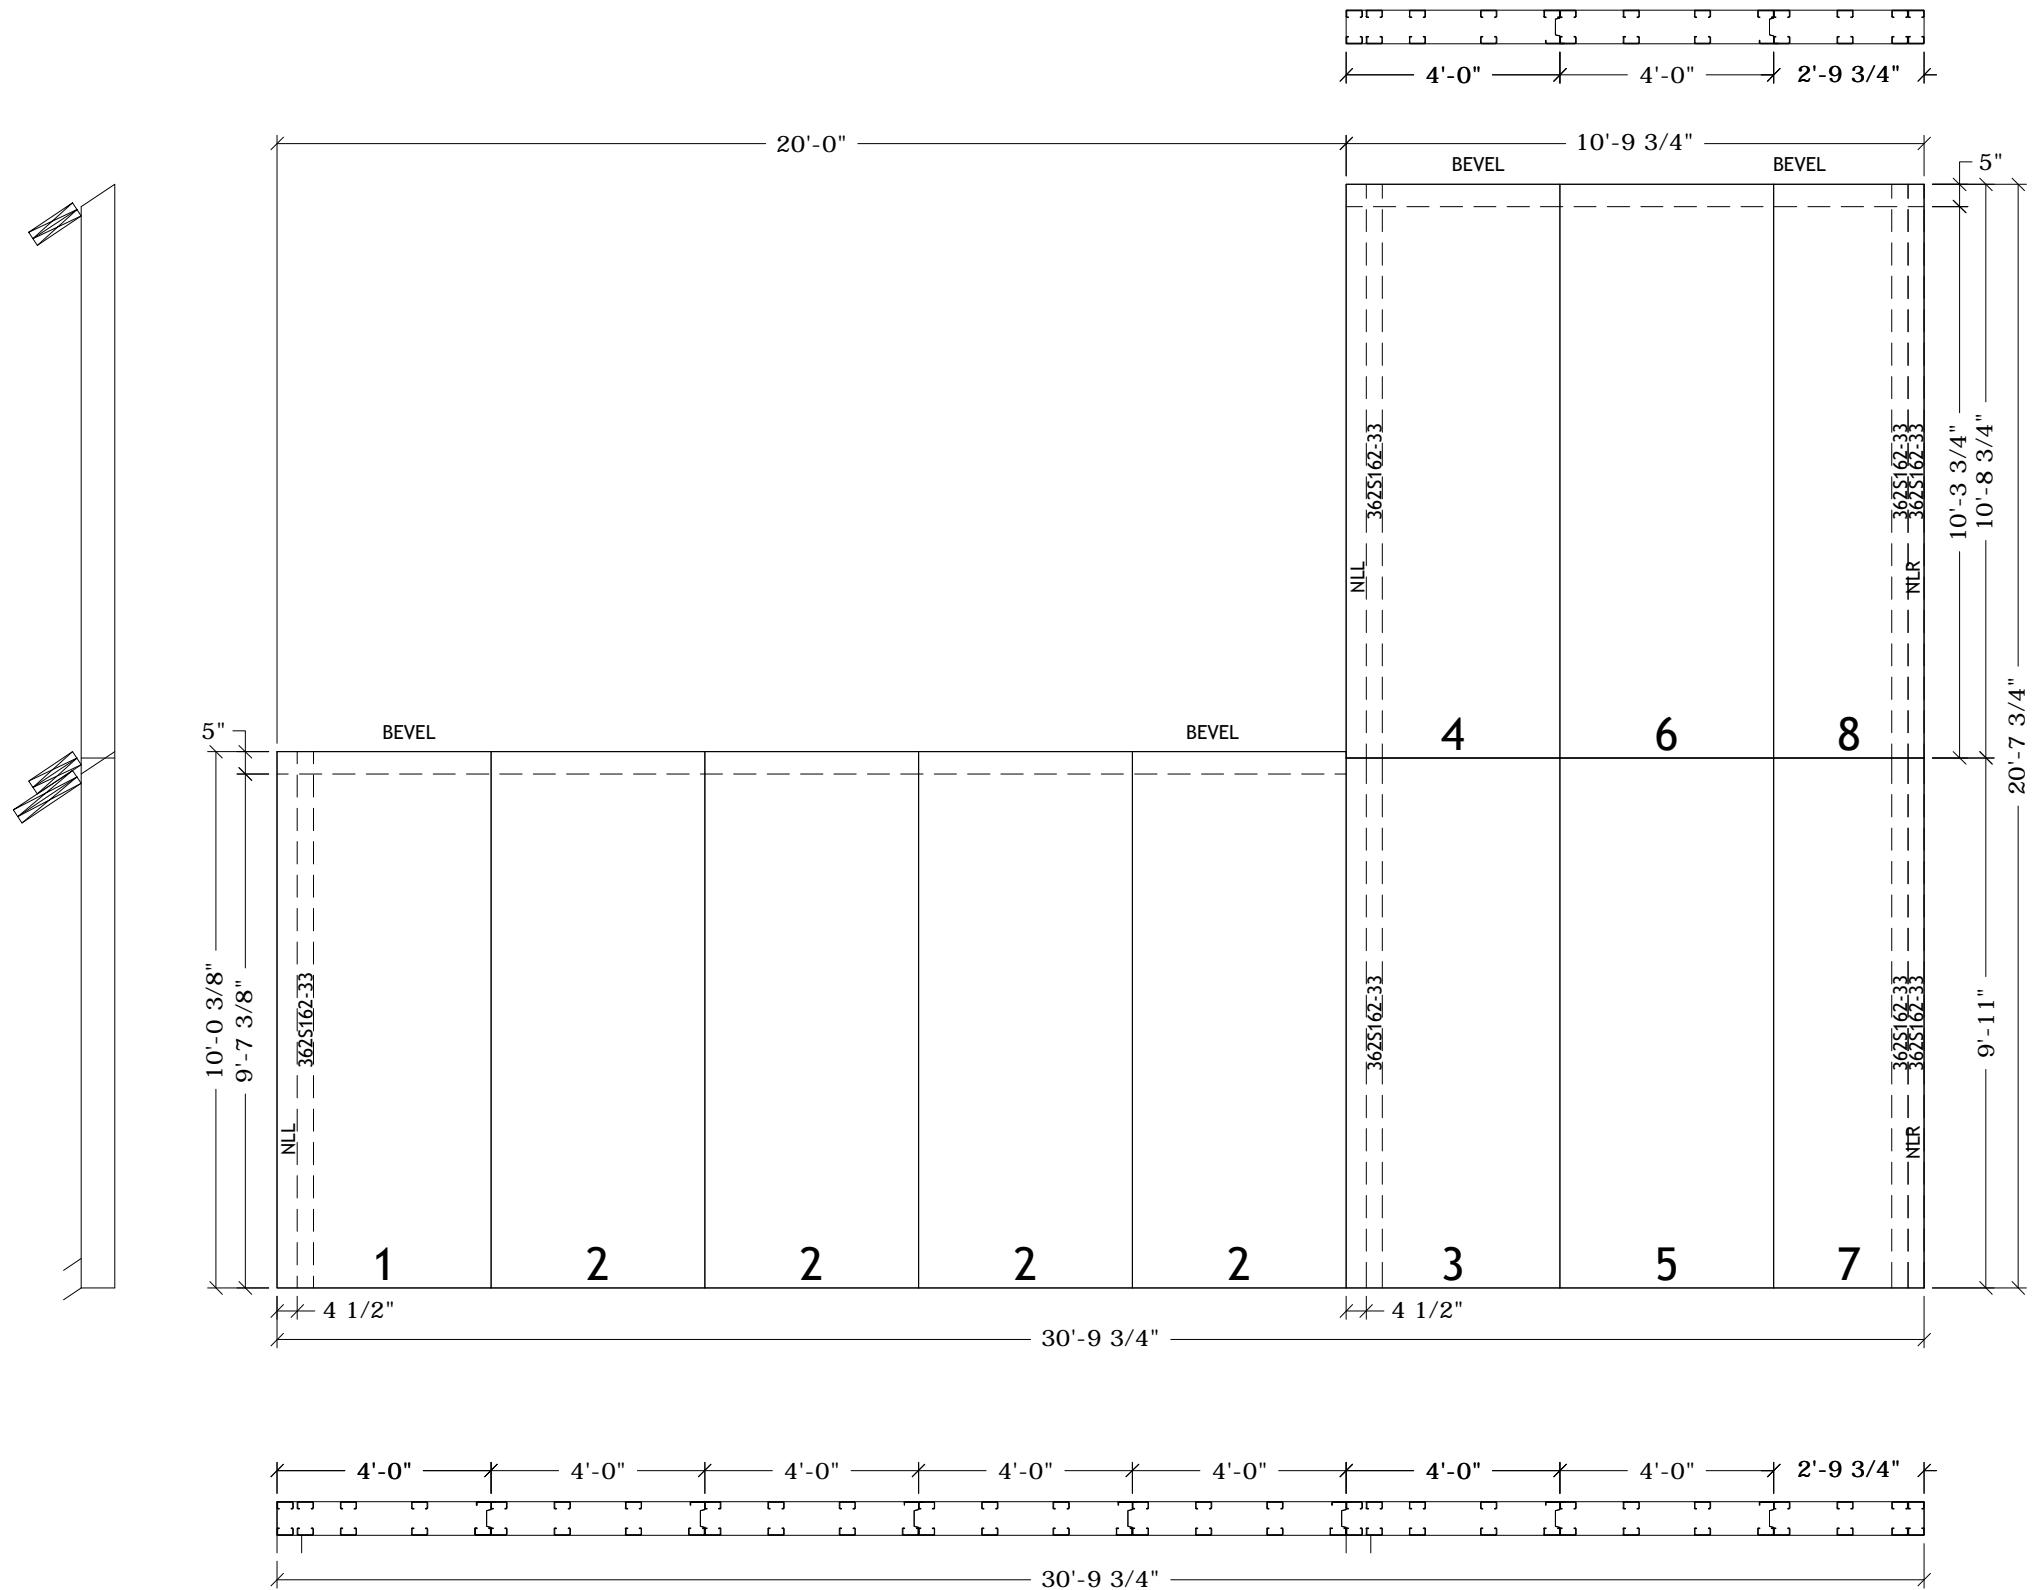 4'-0" 4'-0" 2'-9 3/4"
20'-0" 10'-9 3/4"
BEVEL BEVEL 5"
362S162-33 362S162-33 362S162-33
10'-3 3/4" 10'-8 3/4"
NLL NLR
20'-7 3/4"
5" BEVEL BEVEL 4 6 8
10'-0 3/8" 9'-7 3/8" 362S162-33 362S162-33 362S162-33 362S162-33 9'-11"
NLL NLR
1 2 2 2 2 3 5 7
4 1/2" 4 1/2"
30'-9 3/4"
4'-0" 4'-0" 4'-0" 4'-0" 4'-0" 4'-0" 4'-0" 2'-9 3/4"
30'-9 3/4"